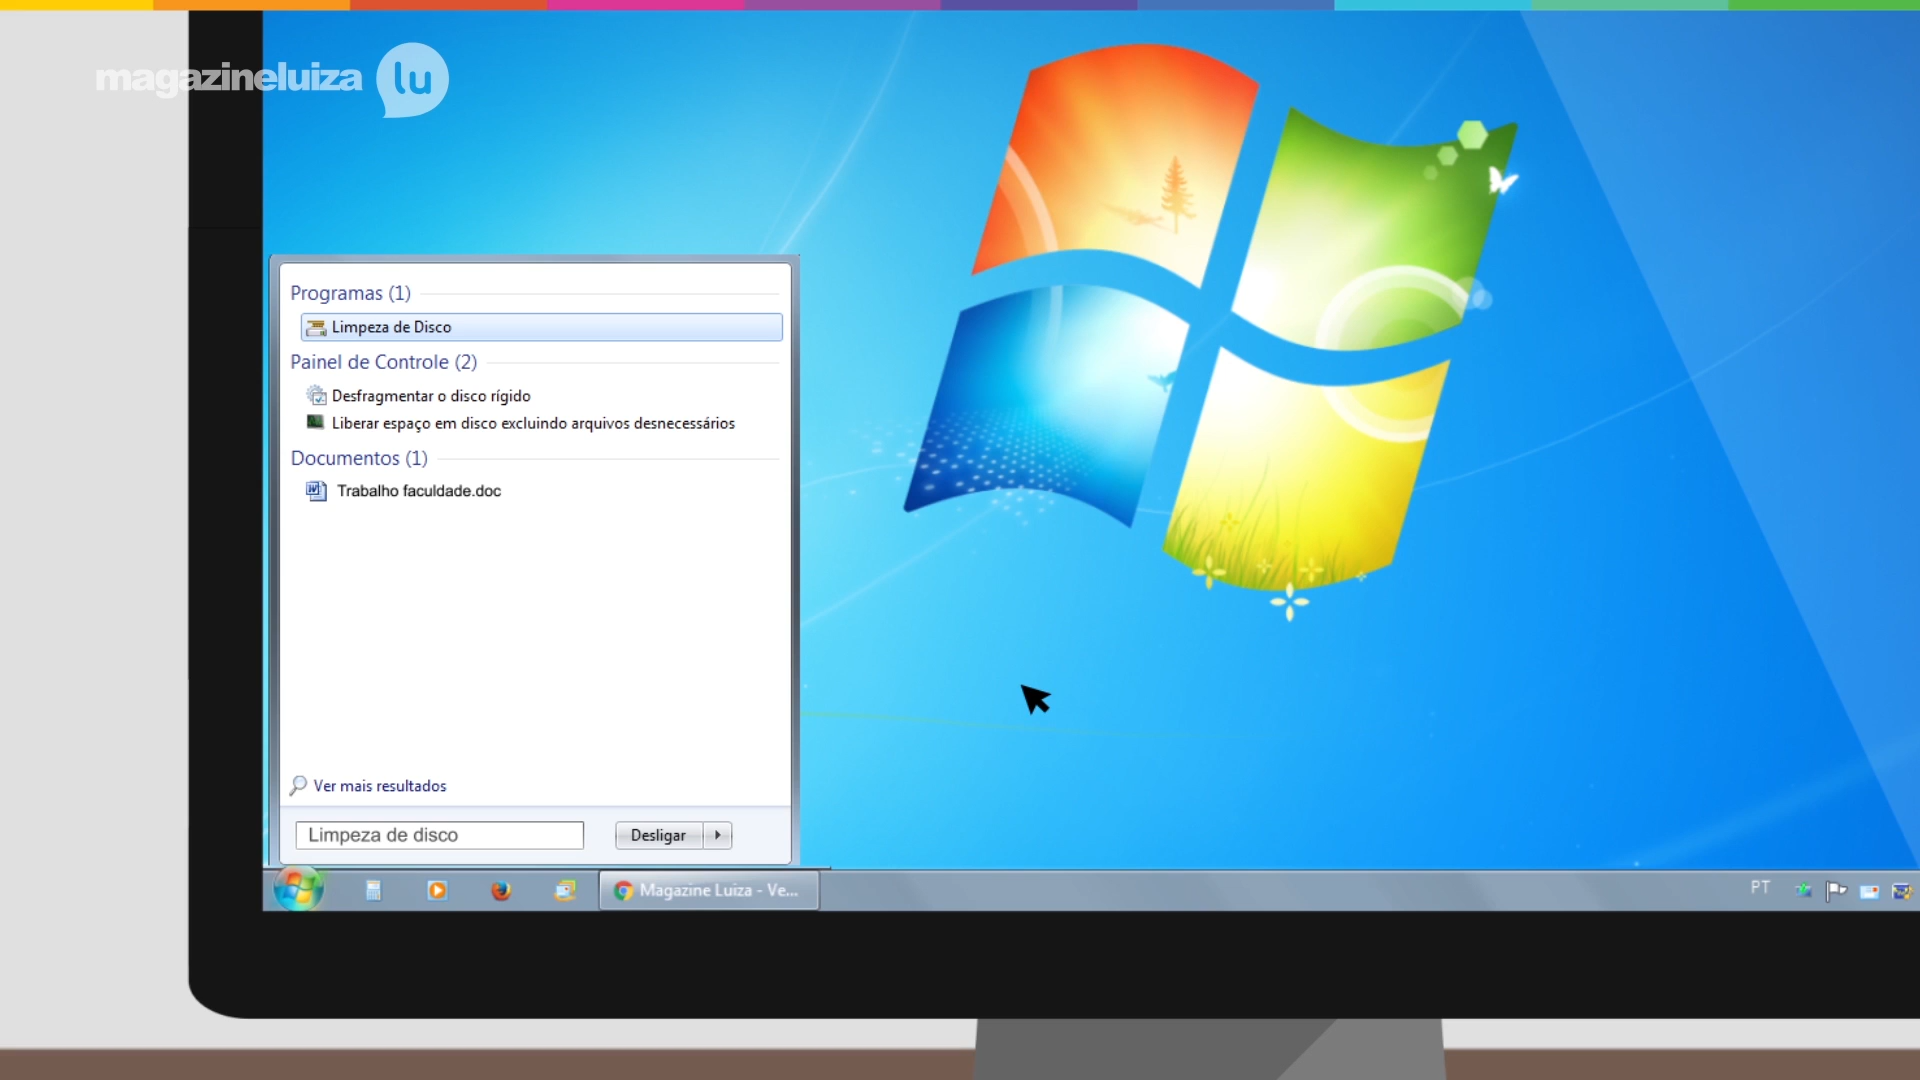 magazineluiza lu
Programas (1)
Limpeza de Disco
Painel de Controle (2)
Desfragmentar o disco rígido
Liberar espaço em disco excluindo arquivos desnecessários
Documentos (1)
Trabalho faculdade.doc
Ver mais resultados
Limpeza de disco
Desligar
Magazine Luiza - Ve...
PT